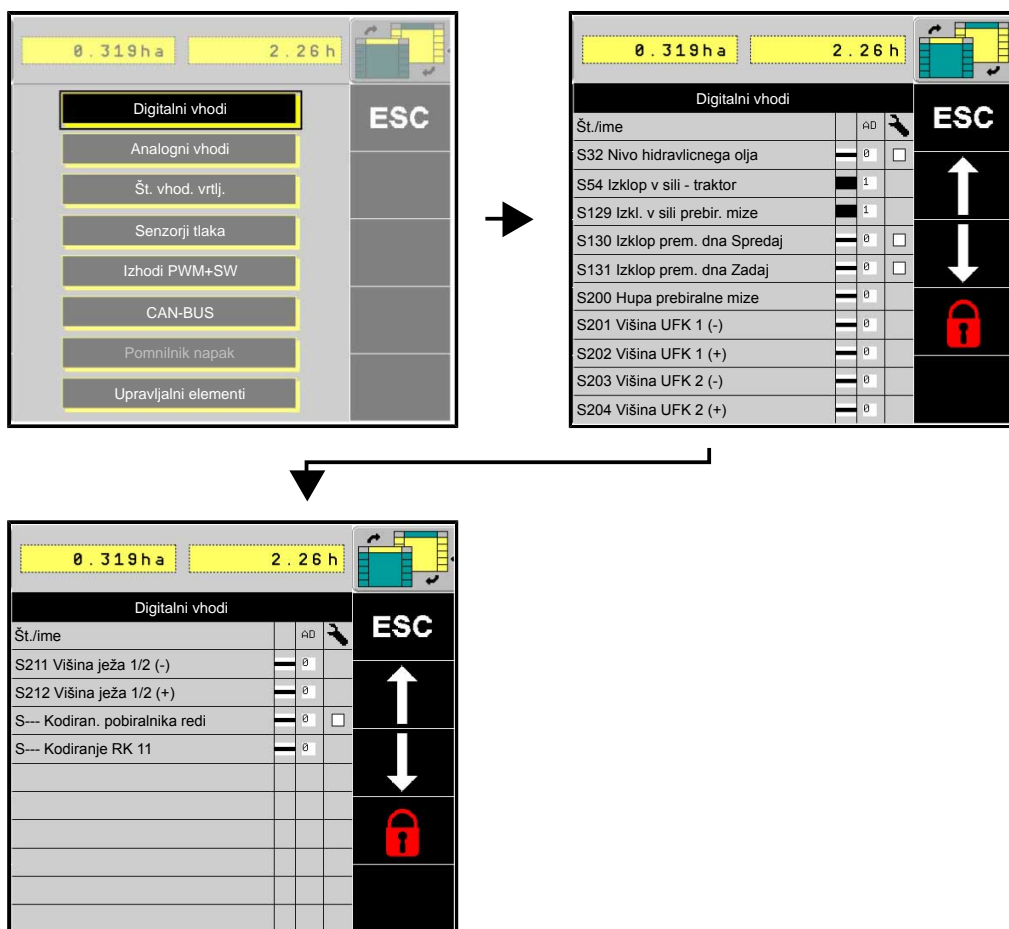 0.319ha 2.26h
Digitalni vhodi
Analogni vhodi
Št. vhod. vrtlj.
Senzorji tlaka
Izhodi PWM+SW
CAN-BUS
Pomnilnik napak
Upravljalni elementi
ESC
0.319ha 2.26h
Digitalni vhodi
Št./ime AD
S32 Nivo hidravlicnega olja 0
S54 Izklop v sili - traktor 1
S129 Izkl. v sili prebir. mize 1
S130 Izklop prem. dna Spredaj 0
S131 Izklop prem. dna Zadaj 0
S200 Hupa prebiralne mize 0
S201 Višina UFK 1 (-) 0
S202 Višina UFK 1 (+) 0
S203 Višina UFK 2 (-) 0
S204 Višina UFK 2 (+) 0
ESC
0.319ha 2.26h
Digitalni vhodi
Št./ime AD
S211 Višina ježa 1/2 (-) 0
S212 Višina ježa 1/2 (+) 0
S--- Kodiran. pobiralnika redi 0
S--- Kodiranje RK 11 0
ESC